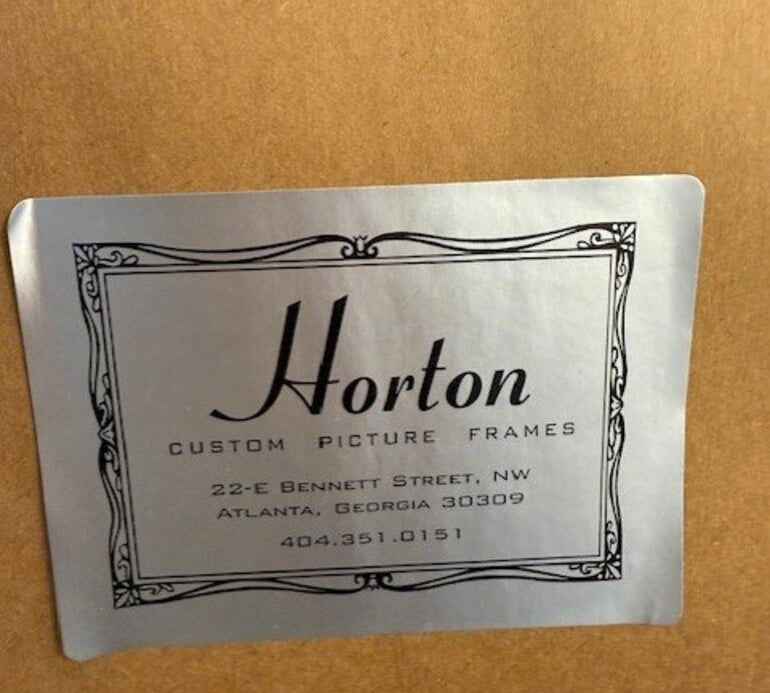 Horton
CUSTOM PICTURE FRAMES
22-E BENNETT STREET, NW
ATLANTA, GEORGIA 30309
404.351.0151